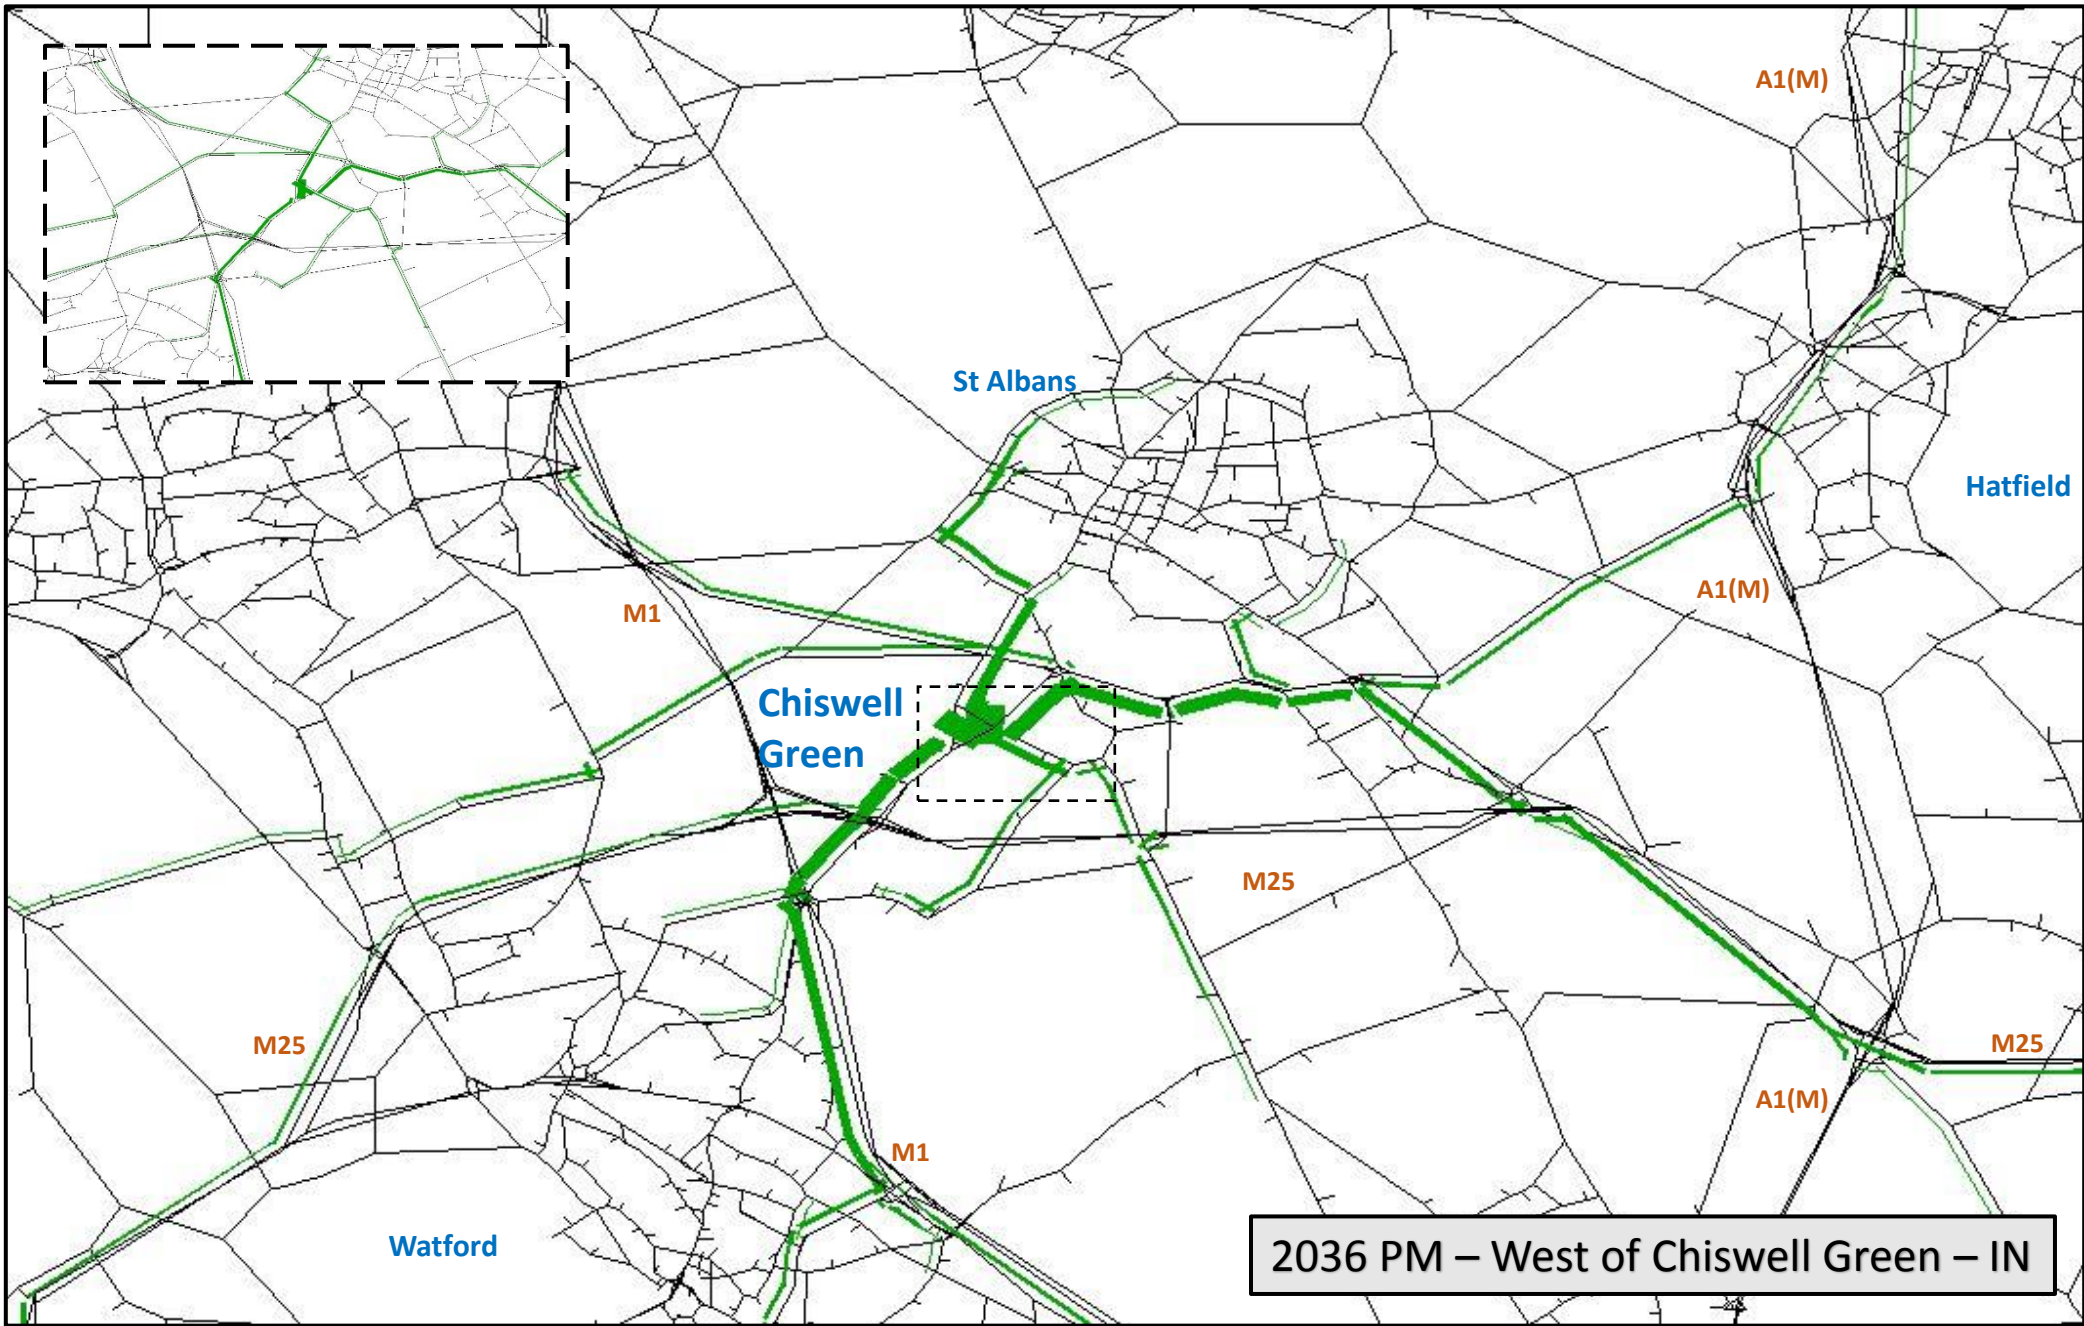 A1(M)
St Albans
Hatfield
A1(M)
M1
Chiswell
Green
M25
M25
M25
A1(M)
M1
Watford
2036 PM – West of Chiswell Green – IN